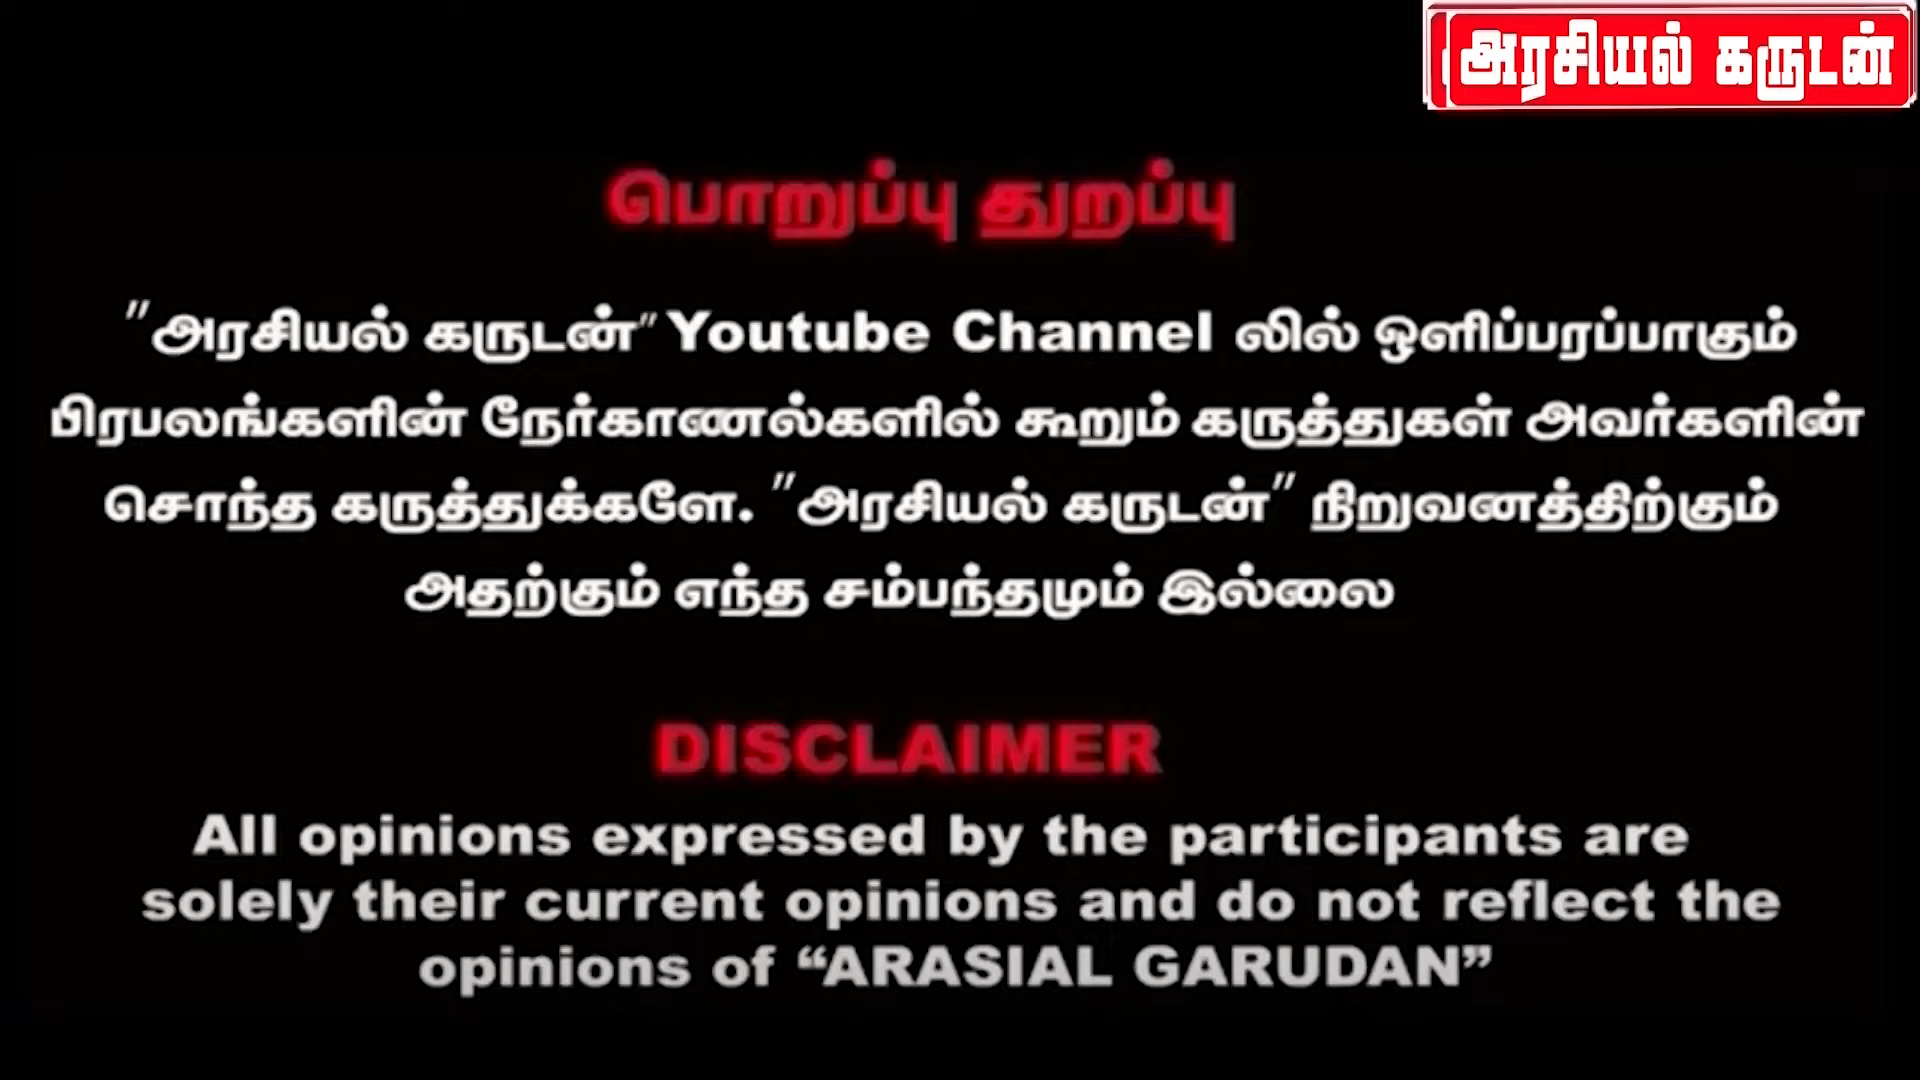 அரசியல் கருடன்
பொறுப்பு துறப்பு
"அரசியல் கருடன்" Youtube Channel லில் ஒளிப்பரப்பாகும்
பிரபலங்களின் நேர்காணல்களில் கூறும் கருத்துகள் அவர்களின்
சொந்த கருத்துக்களே. "அரசியல் கருடன்" நிறுவனத்திற்கும்
அதற்கும் எந்த சம்பந்தமும் இல்லை
DISCLAIMER
All opinions expressed by the participants are
solely their current opinions and do not reflect the
opinions of “ARASIAL GARUDAN”